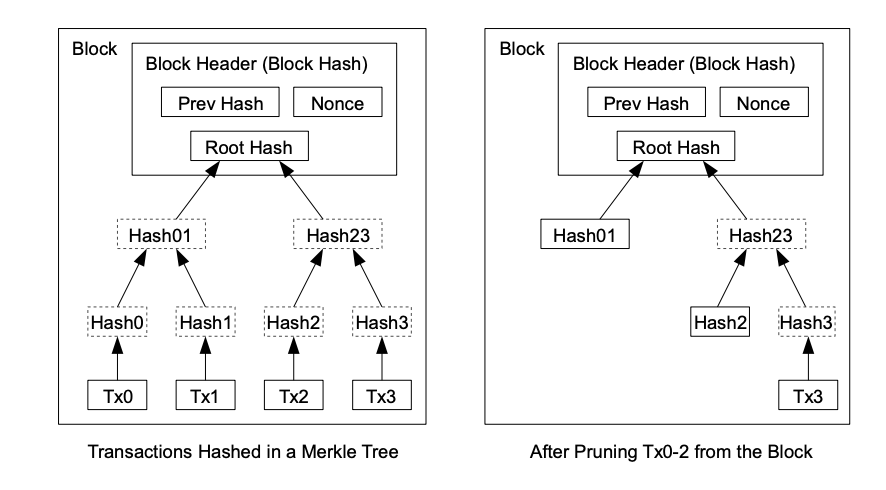 Block
Block Header (Block Hash)
Prev Hash
Nonce
Root Hash
Hash01
Hash23
Hash0
Hash1
Hash2
Hash3
Tx0
Tx1
Tx2
Tx3
Transactions Hashed in a Merkle Tree
Block
Block Header (Block Hash)
Prev Hash
Nonce
Root Hash
Hash01
Hash23
Hash2
Hash3
Tx3
After Pruning Tx0-2 from the Block